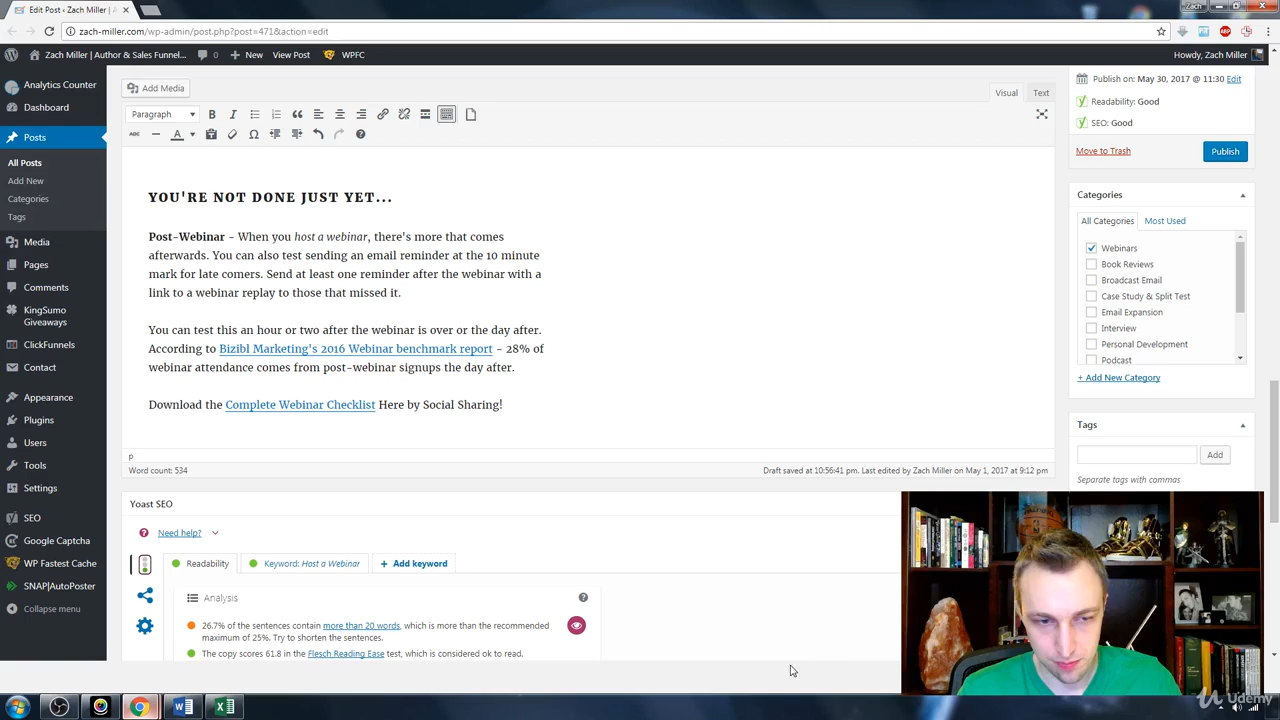 Edit Post ‹ Zach Miller |
Zach
zach-miller.com/wp-admin/post.php?post=471&action=edit
Zach Miller | Author & Sales Funnel...
0
New
View Post
WPFC
Howdy, Zach Miller
Analytics Counter
Dashboard
Posts
All Posts
Add New
Categories
Tags
Media
Pages
Comments
KingSumo
Giveaways
ClickFunnels
Contact
Appearance
Plugins
Users
Tools
Settings
SEO
Google Captcha
WP Fastest Cache
SNAP|AutoPoster
Collapse menu
Add Media
Visual
Text
Paragraph
YOU'RE NOT DONE JUST YET...
Post-Webinar - When you host a webinar, there's more that comes
afterwards. You can also test sending an email reminder at the 10 minute
mark for late comers. Send at least one reminder after the webinar with a
link to a webinar replay to those that missed it.
You can test this an hour or two after the webinar is over or the day after.
According to Bizibl Marketing's 2016 Webinar benchmark report - 28% of
webinar attendance comes from post-webinar signups the day after.
Download the Complete Webinar Checklist Here by Social Sharing!
p
Word count: 534
Draft saved at 10:56:41 pm. Last edited by Zach Miller on May 1, 2017 at 9:12 pm
Yoast SEO
Need help?
Readability
Keyword: Host a Webinar
+ Add keyword
Analysis
26.7% of the sentences contain more than 20 words, which is more than the recommended
maximum of 25%. Try to shorten the sentences.
The copy scores 61.8 in the Flesch Reading Ease test, which is considered ok to read.
Publish on: May 30, 2017 @ 11:30 Edit
Readability: Good
SEO: Good
Move to Trash
Publish
Categories
All Categories
Most Used
Webinars
Book Reviews
Broadcast Email
Case Study & Split Test
Email Expansion
Interview
Personal Development
Podcast
+ Add New Category
Tags
Add
Separate tags with commas
Udemy